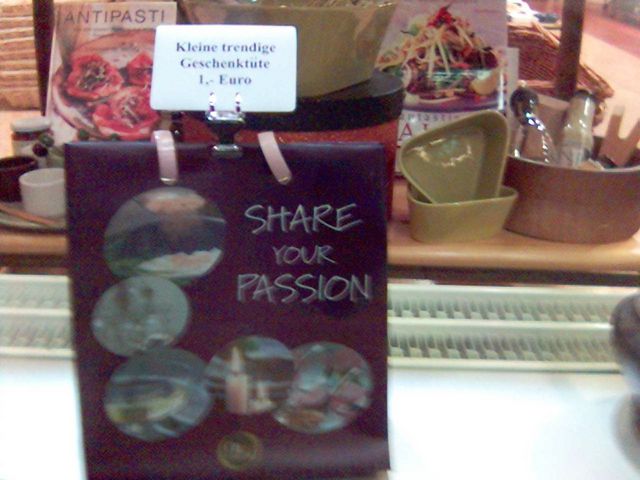 ANTIPASTI
Kleine trendige
Geschenktüte
1,- Euro
SHARE
YOUR
PASSION